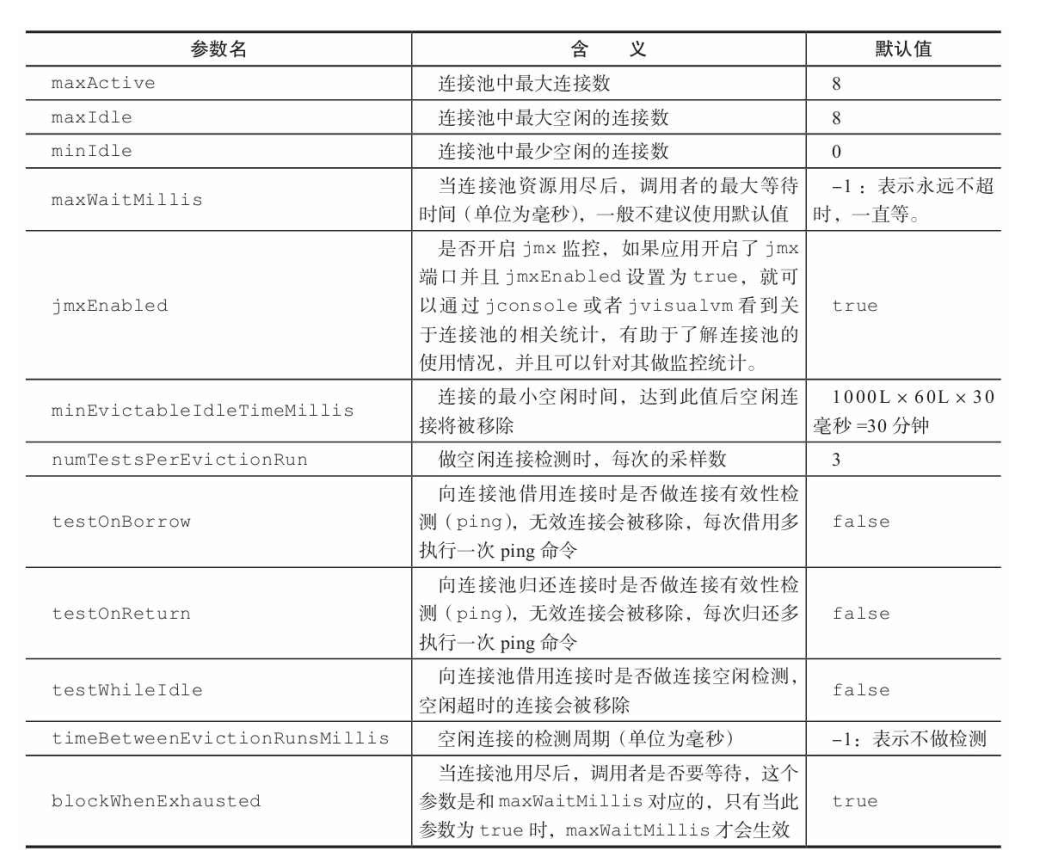 参数名 含 义 默认值
maxActive 连接池中最大连接数 8
maxIdle 连接池中最大空闲的连接数 8
minIdle 连接池中最少空闲的连接数 0
maxWaitMillis
当连接池资源用尽后，调用者的最大等待
时间（单位为毫秒），一般不建议使用默认值
–1：表示永远不超
时，一直等。
jmxEnabled
是否开启 jmx 监控，如果应用开启了 jmx
端口并且 jmxEnabled 设置为 true，就可
以通过 jconsole 或者 jvisualvm 看到关
于连接池的相关统计，有助于了解连接池的
使用情况，并且可以针对其做监控统计。
true
minEvictableIdleTimeMillis
连接的最小空闲时间，达到此值后空闲连
接将被移除
1000L × 60L × 30
毫秒 =30 分钟
numTestsPerEvictionRun 做空闲连接检测时，每次的采样数 3
testOnBorrow
向连接池借用连接时是否做连接有效性检
测（ping），无效连接会被移除，每次借用多
执行一次 ping 命令
false
testOnReturn
向连接池归还连接时是否做连接有效性检
测（ping），无效连接会被移除，每次归还多
执行一次 ping 命令
false
testWhileIdle
向连接池借用连接时是否做连接空闲检测，
空闲超时的连接会被移除
false
timeBetweenEvictionRunsMillis 空闲连接的检测周期（单位为毫秒） –1：表示不做检测
blockWhenExhausted
当连接池用尽后，调用者是否要等待，这个
参数是和 maxWaitMillis 对应的，只有当此
参数为 true 时，maxWaitMillis 才会生效
true